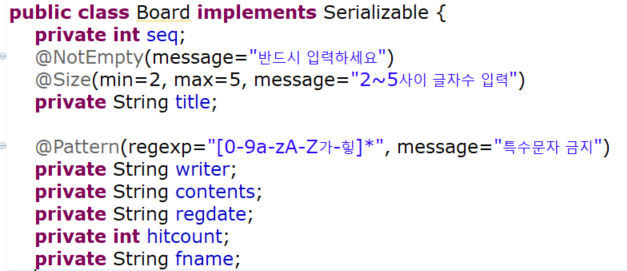 public class Board implements Serializable {
private int seq;
@NotEmpty(message="반드시 입력하세요")
@Size(min=2, max=5, message="2~5사이 글자수 입력")
private String title;
@Pattern(regexp="[0-9a-zA-Z가-힣]*", message="특수문자 금지")
private String writer;
private String contents;
private String regdate;
private int hitcount;
private String fname;